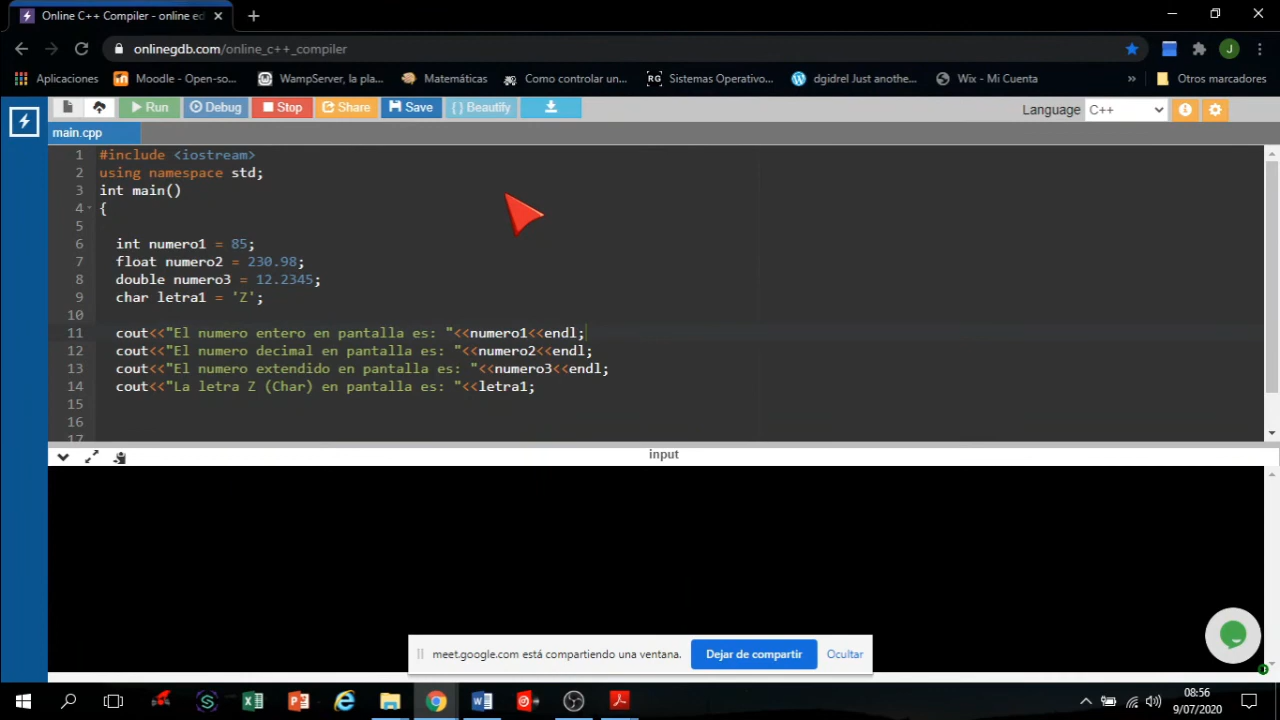 Online C++ Compiler - online ed
onlinegdb.com/online_c++_compiler
J
Aplicaciones
Moodle - Open-so...
WampServer, la pla...
Matemáticas
Como controlar un...
RG
Sistemas Operativo...
dgidrel Just anothe...
Wix - Mi Cuenta
»
Otros marcadores
Run
Debug
Stop
Share
Save
{ } Beautify
Language
C++
main.cpp
1 #include <iostream>
2 using namespace std;
3 int main()
4 {
5
6 int numero1 = 85;
7 float numero2 = 230.98;
8 double numero3 = 12.2345;
9 char letra1 = 'Z';
10
11 cout<<"El numero entero en pantalla es: "<<numero1<<endl;
12 cout<<"El numero decimal en pantalla es: "<<numero2<<endl;
13 cout<<"El numero extendido en pantalla es: "<<numero3<<endl;
14 cout<<"La letra Z (Char) en pantalla es: "<<letra1;
15
16
17
input
meet.google.com está compartiendo una ventana.
Dejar de compartir
Ocultar
08:56
9/07/2020